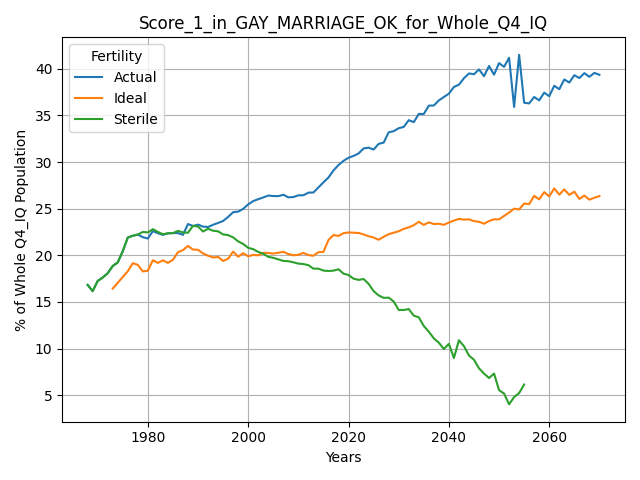 Score_1_in_GAY_MARRIAGE_OK_for_Whole_Q4_IQ
Fertility
Actual
Ideal
Sterile
% of Whole Q4_IQ Population
40
35
30
25
20
15
10
5
1980 2000 2020 2040 2060
Years